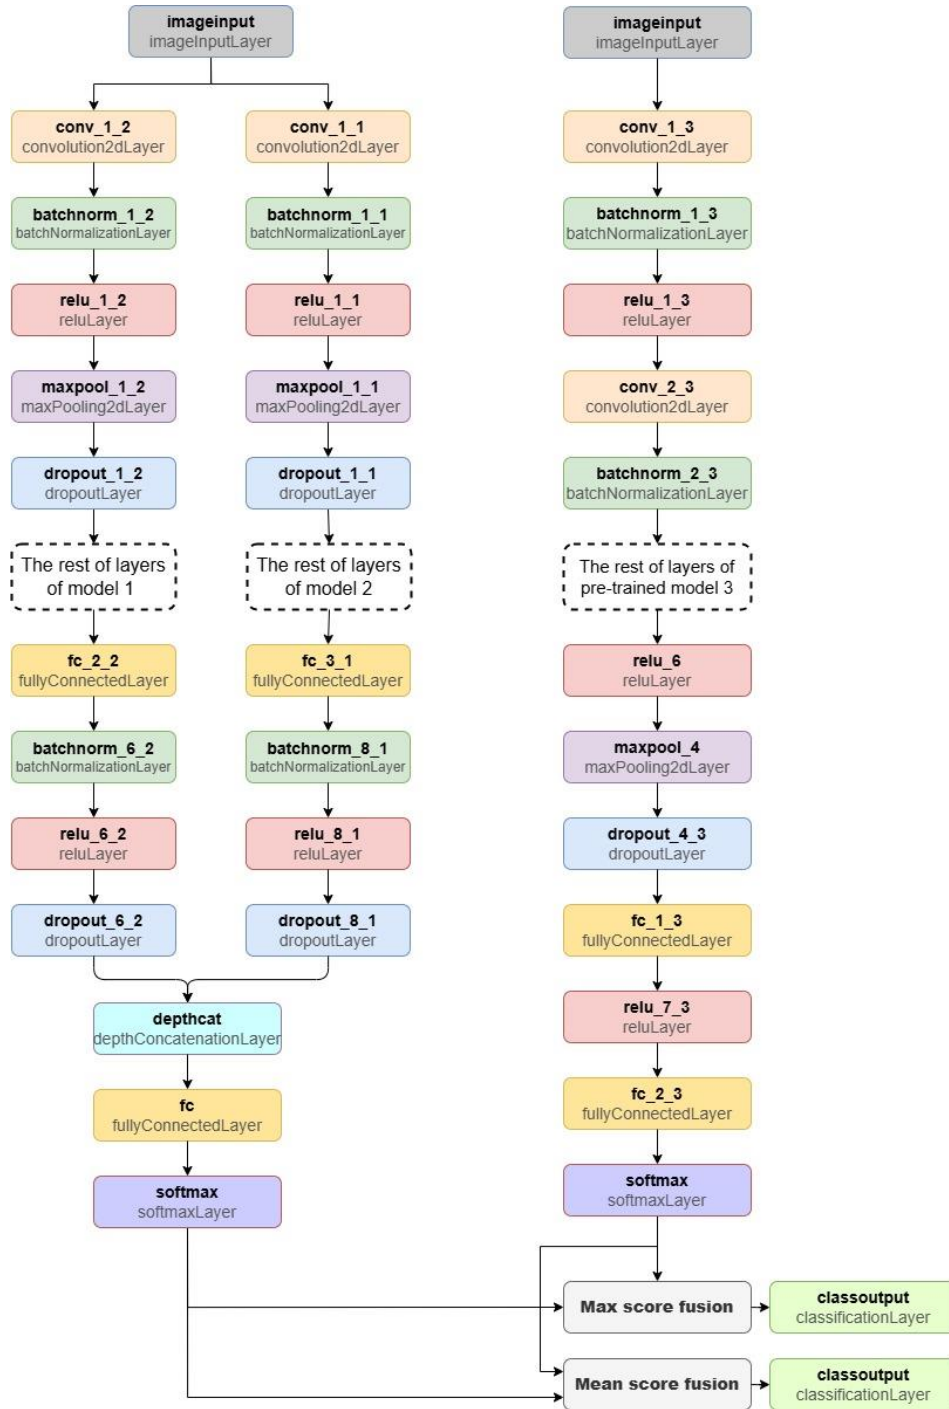 imageinput
imageInputLayer
conv_1_2
convolution2dLayer
batchnorm_1_2
batchNormalizationLayer
relu_1_2
reluLayer
maxpool_1_2
maxPooling2dLayer
dropout_1_2
dropoutLayer
The rest of layers
of model 1
fc_2_2
fullyConnectedLayer
batchnorm_6_2
batchNormalizationLayer
relu_6_2
reluLayer
dropout_6_2
dropoutLayer
conv_1_1
convolution2dLayer
batchnorm_1_1
batchNormalizationLayer
relu_1_1
reluLayer
maxpool_1_1
maxPooling2dLayer
dropout_1_1
dropoutLayer
The rest of layers
of model 2
fc_3_1
fullyConnectedLayer
batchnorm_8_1
batchNormalizationLayer
relu_8_1
reluLayer
dropout_8_1
dropoutLayer
depthcat
depthConcatenationLayer
fc
fullyConnectedLayer
softmax
softmaxLayer
imageinput
imageInputLayer
conv_1_3
convolution2dLayer
batchnorm_1_3
batchNormalizationLayer
relu_1_3
reluLayer
conv_2_3
convolution2dLayer
batchnorm_2_3
batchNormalizationLayer
The rest of layers of
pre-trained model 3
relu_6
reluLayer
maxpool_4
maxPooling2dLayer
dropout_4_3
dropoutLayer
fc_1_3
fullyConnectedLayer
relu_7_3
reluLayer
fc_2_3
fullyConnectedLayer
softmax
softmaxLayer
Max score fusion
classoutput
classificationLayer
Mean score fusion
classoutput
classificationLayer